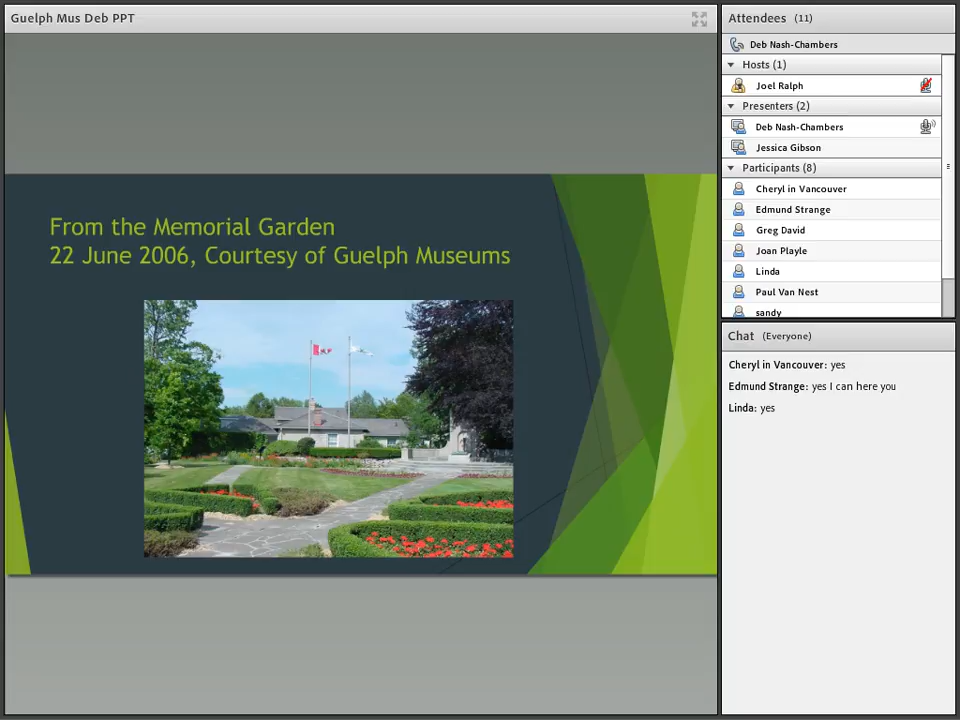 Guelph Mus Deb PPT
From the Memorial Garden
22 June 2006, Courtesy of Guelph Museums
Attendees (11)
Deb Nash-Chambers
Hosts (1)
Joel Ralph
Presenters (2)
Deb Nash-Chambers
Jessica Gibson
Participants (8)
Cheryl in Vancouver
Edmund Strange
Greg David
Joan Playle
Linda
Paul Van Nest
sandy
Chat (Everyone)
Cheryl in Vancouver: yes
Edmund Strange: yes I can here you
Linda: yes